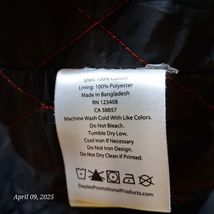 Shell: 100% Cotton
Lining: 100% Polyester
Made in Bangladesh
RN 123408
CA 58857
Machine Wash Cold With Like Colors.
Do Not Bleach.
Tumble Dry Low.
Cool Iron If Necessary
Do Not Iron Design.
Do Not Dry Clean If Printed.
StaplesPromotionalProducts.com
April 09, 2025